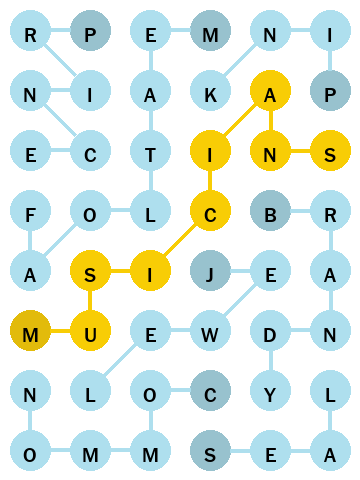 R P E M N I
N I A K A P
E C T I N S
F O L C B R
A S I J E A
M U E W D N
N L O C Y L
O M M S E A